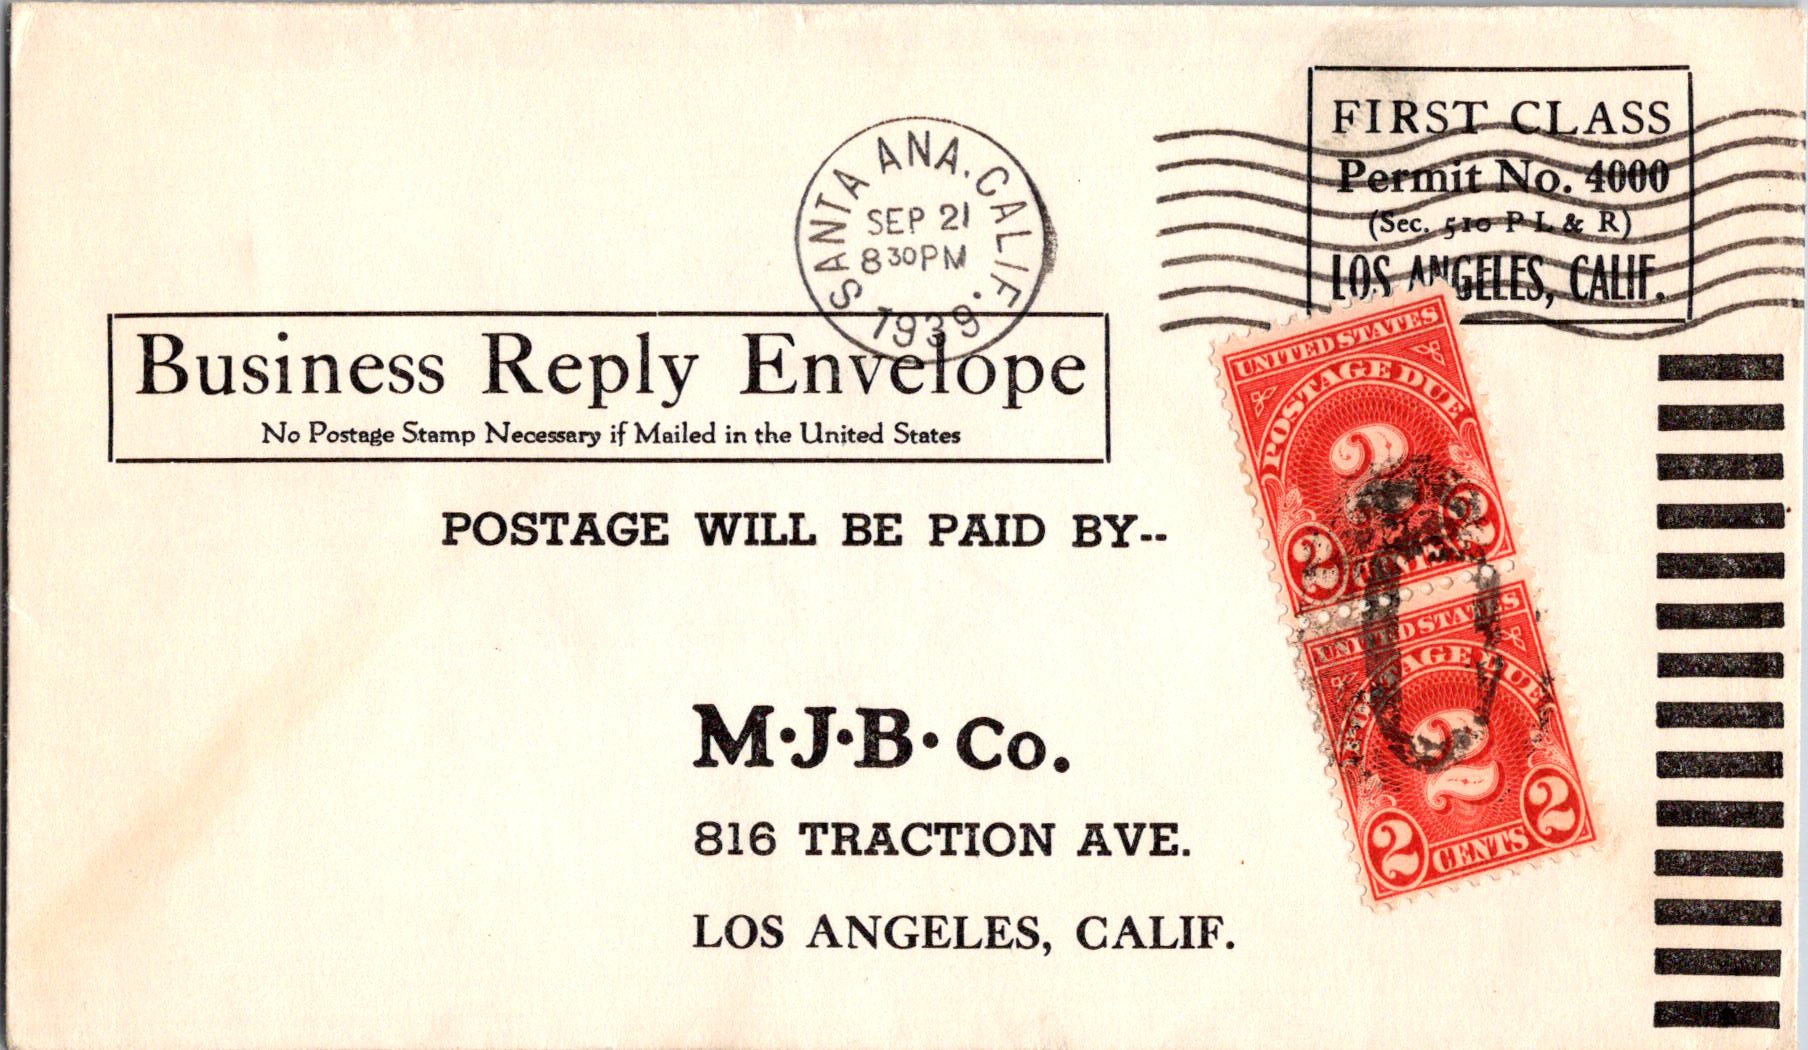 FIRST CLASS
Permit No. 4000
(Sec. 510 P L & R)
LOS ANGELES, CALIF.
SANTA ANA. CALIF.
SEP 21
8 30 PM
1939
Business Reply Envelope
No Postage Stamp Necessary if Mailed in the United States
POSTAGE WILL BE PAID BY--
M·J·B· Co.
816 TRACTION AVE.
LOS ANGELES, CALIF.
UNITED STATES
POSTAGE DUE
2
2 CENTS 2
UNITED STATES
POSTAGE DUE
2
2 CENTS 2